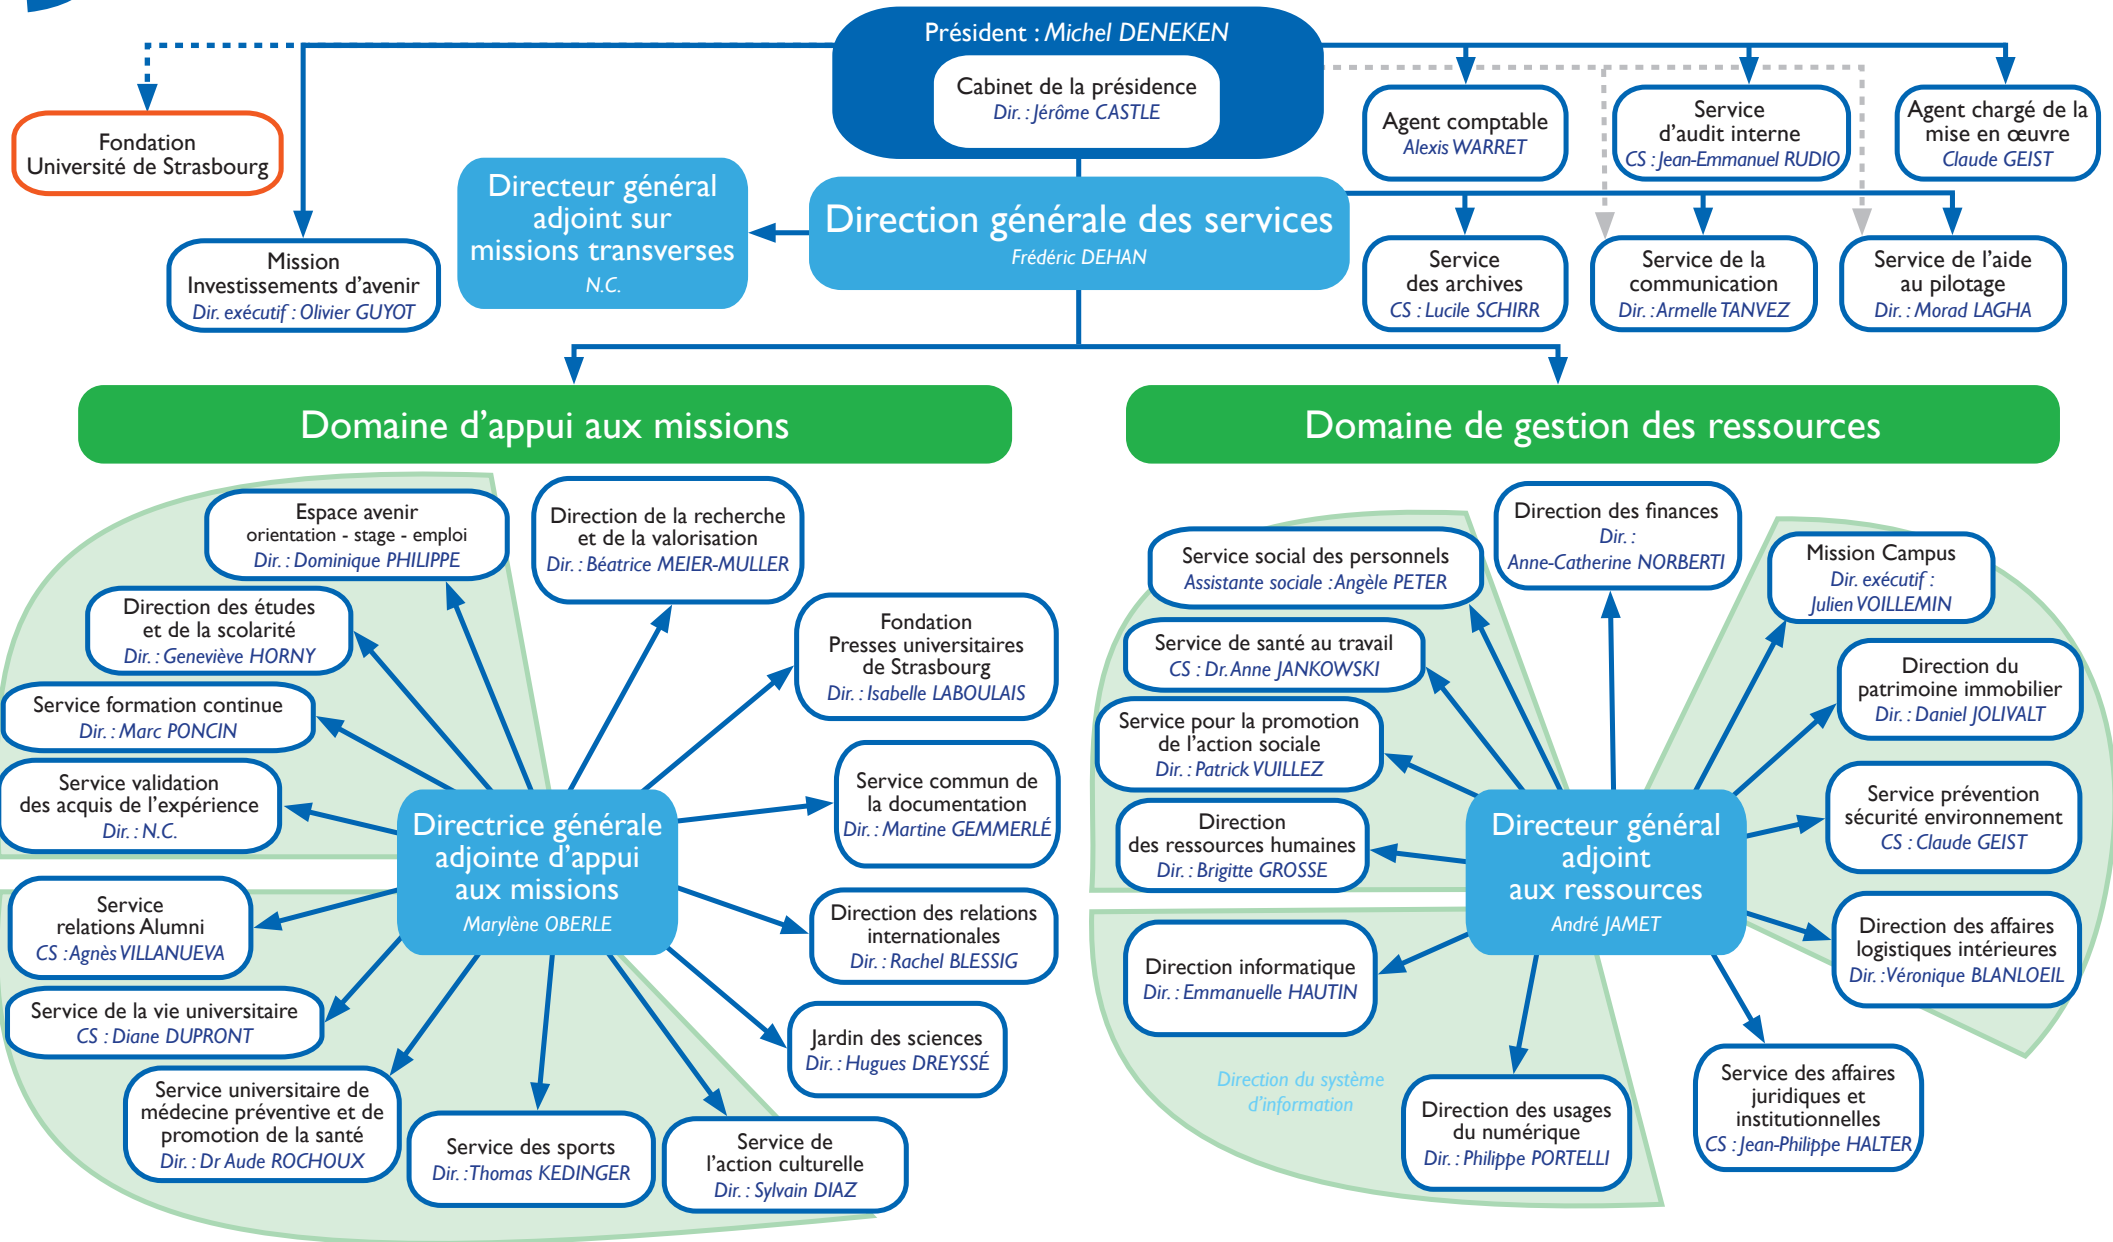 Président : Michel DENEKEN
Cabinet de la présidence
Dir. : Jérôme CASTLE
Fondation
Université de Strasbourg
Mission
Investissements d'avenir
Dir. exécutif : Olivier GUYOT
Directeur général
adjoint sur
missions transverses
N.C.
Direction générale des services
Frédéric DEHAN
Agent comptable
Alexis WARRET
Service
d'audit interne
CS : Jean-Emmanuel RUDIO
Agent chargé de la
mise en œuvre
Claude GEIST
Service
des archives
CS : Lucile SCHIRR
Service de la
communication
Dir. : Armelle TANVEZ
Service de l'aide
au pilotage
Dir. : Morad LAGHA
Domaine d'appui aux missions
Espace avenir
orientation - stage - emploi
Dir. : Dominique PHILIPPE
Direction de la recherche
et de la valorisation
Dir. : Béatrice MEIER-MULLER
Direction des études
et de la scolarité
Dir. : Geneviève HORNY
Fondation
Presses universitaires
de Strasbourg
Dir. : Isabelle LABOULAIS
Service formation continue
Dir. : Marc PONCIN
Service validation
des acquis de l'expérience
Dir. : N.C.
Service commun de
la documentation
Dir. : Martine GEMMERLÉ
Directrice générale
adjointe d'appui
aux missions
Marylène OBERLE
Service
relations Alumni
CS : Agnès VILLANUEVA
Direction des relations
internationales
Dir. : Rachel BLESSIG
Service de la vie universitaire
CS : Diane DUPRONT
Jardin des sciences
Dir. : Hugues DREYSSÉ
Service universitaire de
médecine préventive et de
promotion de la santé
Dir. : Dr Aude ROCHOUX
Service des sports
Dir. : Thomas KEDINGER
Service de
l'action culturelle
Dir. : Sylvain DIAZ
Domaine de gestion des ressources
Service social des personnels
Assistante sociale : Angèle PETER
Direction des finances
Dir. :
Anne-Catherine NORBERTI
Mission Campus
Dir. exécutif :
Julien VOILLEMIN
Service de santé au travail
CS : Dr. Anne JANKOWSKI
Direction du
patrimoine immobilier
Dir. : Daniel JOLIVALT
Service pour la promotion
de l'action sociale
Dir. : Patrick VUILLEZ
Service prévention
sécurité environnement
CS : Claude GEIST
Direction
des ressources humaines
Dir. : Brigitte GROSSE
Directeur général
adjoint
aux ressources
André JAMET
Direction des affaires
logistiques intérieures
Dir. : Véronique BLANLOEIL
Direction informatique
Dir. : Emmanuelle HAUTIN
Direction du système
d'information
Direction des usages
du numérique
Dir. : Philippe PORTELLI
Service des affaires
juridiques et
institutionnelles
CS : Jean-Philippe HALTER